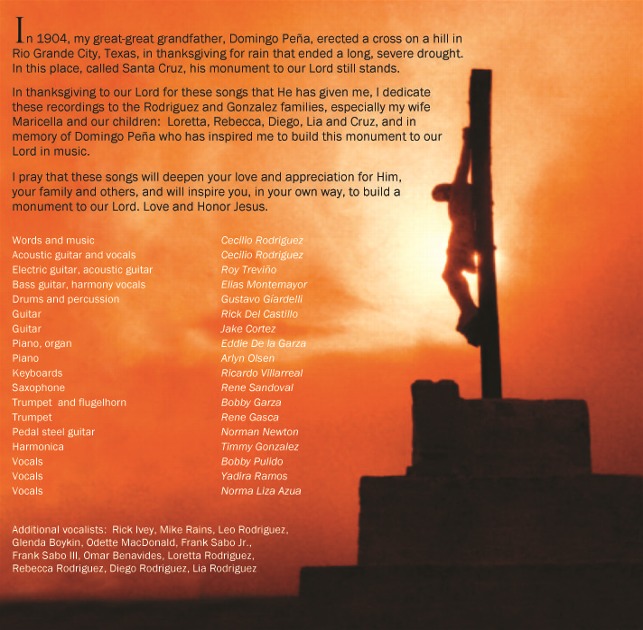 In 1904, my great-great grandfather, Domingo Peña, erected a cross on a hill in
Rio Grande City, Texas, in thanksgiving for rain that ended a long, severe drought.
In this place, called Santa Cruz, his monument to our Lord still stands.
In thanksgiving to our Lord for these songs that He has given me, I dedicate
these recordings to the Rodriguez and Gonzalez families, especially my wife
Maricella and our children:  Loretta, Rebecca, Diego, Lia and Cruz, and in
memory of Domingo Peña who has inspired me to build this monument to our
Lord in music.
I pray that these songs will deepen your love and appreciation for Him,
your family and others, and will inspire you, in your own way, to build a
monument to our Lord. Love and Honor Jesus.
Words and music Cecilio Rodriguez
Acoustic guitar and vocals Cecilio Rodriguez
Electric guitar, acoustic guitar Roy Treviño
Bass guitar, harmony vocals Elias Montemayor
Drums and percussion Gustavo Giardelli
Guitar Rick Del Castillo
Guitar Jake Cortez
Piano, organ Eddie De la Garza
Piano Arlyn Olsen
Keyboards Ricardo Villarreal
Saxophone Rene Sandoval
Trumpet  and flugelhorn Bobby Garza
Trumpet Rene Gasca
Pedal steel guitar Norman Newton
Harmonica Timmy Gonzalez
Vocals Bobby Pulido
Vocals Yadira Ramos
Vocals Norma Liza Azua
Additional vocalists:  Rick Ivey, Mike Rains, Leo Rodriguez,
Glenda Boykin, Odette MacDonald, Frank Sabo Jr.,
Frank Sabo III, Omar Benavides, Loretta Rodriguez,
Rebecca Rodriguez, Diego Rodriguez, Lia Rodriguez